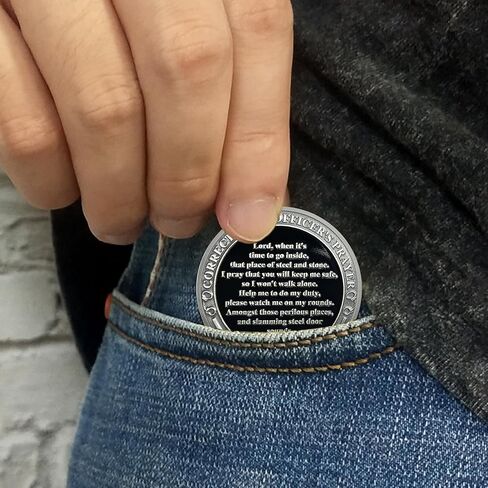 CORREC OFFICER'S PRAYER
Lord, when it's
time to go inside,
that place of steel and stone.
I pray that you will keep me safe,
so I won't walk alone.
Help me to do my duty,
please watch me on my rounds.
Amongst those perilous places,
and slamming steel door